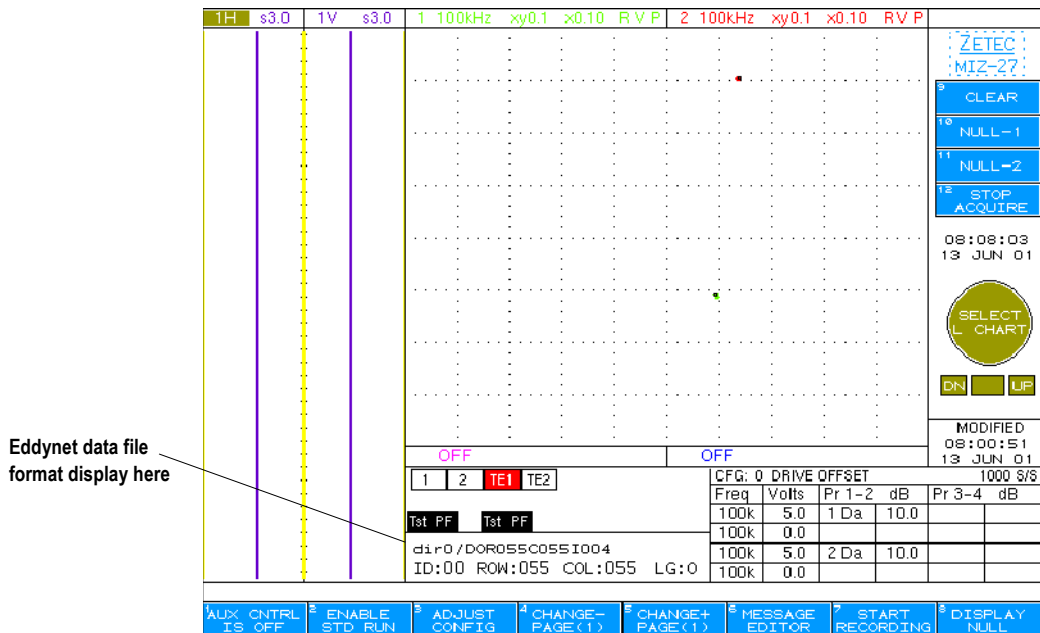 1H s3.0 1V s3.0 1 100kHz xy0.1 x0.10 R V P 2 100kHz xy0.1 x0.10 R V P
ZETEC
MIZ-27
9 CLEAR
10 NULL-1
11 NULL-2
12 STOP
ACQUIRE
08:08:03
13 JUN 01
SELECT
L CHART
DN UP
MODIFIED
08:00:51
13 JUN 01
Eddynet data file
format display here
OFF OFF
1 2 TE1 TE2
Tst PF Tst PF
dir0/D0R055C055I004
ID:00 ROW:055 COL:055 LG:0
CFG: 0 DRIVE OFFSET 1000 S/S
Freq Volts Pr 1-2 dB Pr 3-4 dB
100k 5.0 1 Da 10.0
100k 0.0
100k 5.0 2 Da 10.0
100k 0.0
1 AUX CNTRL
IS OFF
2 ENABLE
STD RUN
3 ADJUST
CONFIG
4 CHANGE-
PAGE(1)
5 CHANGE+
PAGE(1)
6 MESSAGE
EDITOR
7 START
RECORDING
8 DISPLAY
NULL